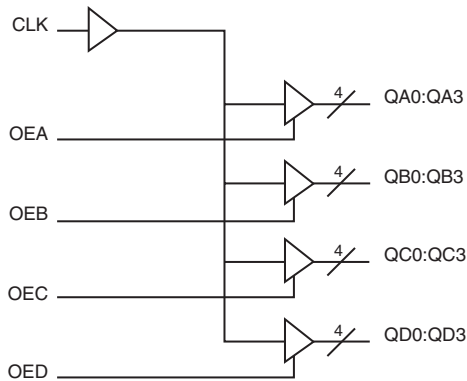 CLK
4
QA0:QA3
OEA
4
QB0:QB3
OEB
4
QC0:QC3
OEC
4
QD0:QD3
OED